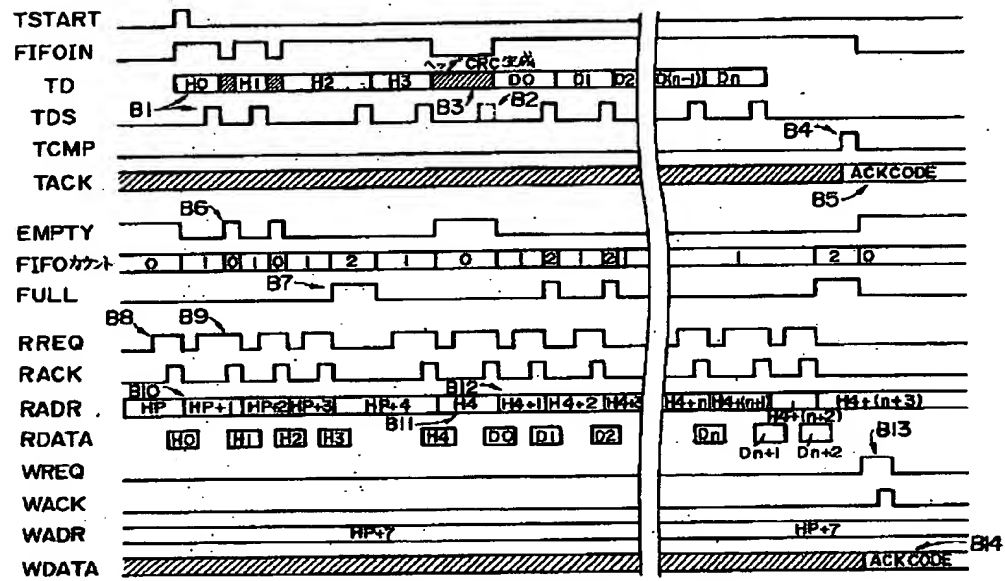 TSTART
FIFOIN
ヘッダCRC生成
TD H0 H1 H2 H3 D0 D1 D2 D(n-1) Dn
B1 B3 B2
TDS
B4
TCMP
TACK ACKCODE
B5
B6
EMPTY
FIFOカウント 0 1 0 1 0 1 2 1 0 1 2 1 2 1 2 0
B7
FULL
B8 B9
RREQ
RACK
B10 B12
RADR HP HP+1 HP+2 HP+3 HP+4 H4 H4+1 H4+2 H4+3 H4+n H4+(n+1) H4+(n+3)
B11 H4+(n+2)
RDATA H0 H1 H2 H3 H4 D0 D1 D2 Dn
Dn+1 Dn+2 B13
WREQ
WACK
WADR HP+7 HP+7
B14
WDATA ACKCODE